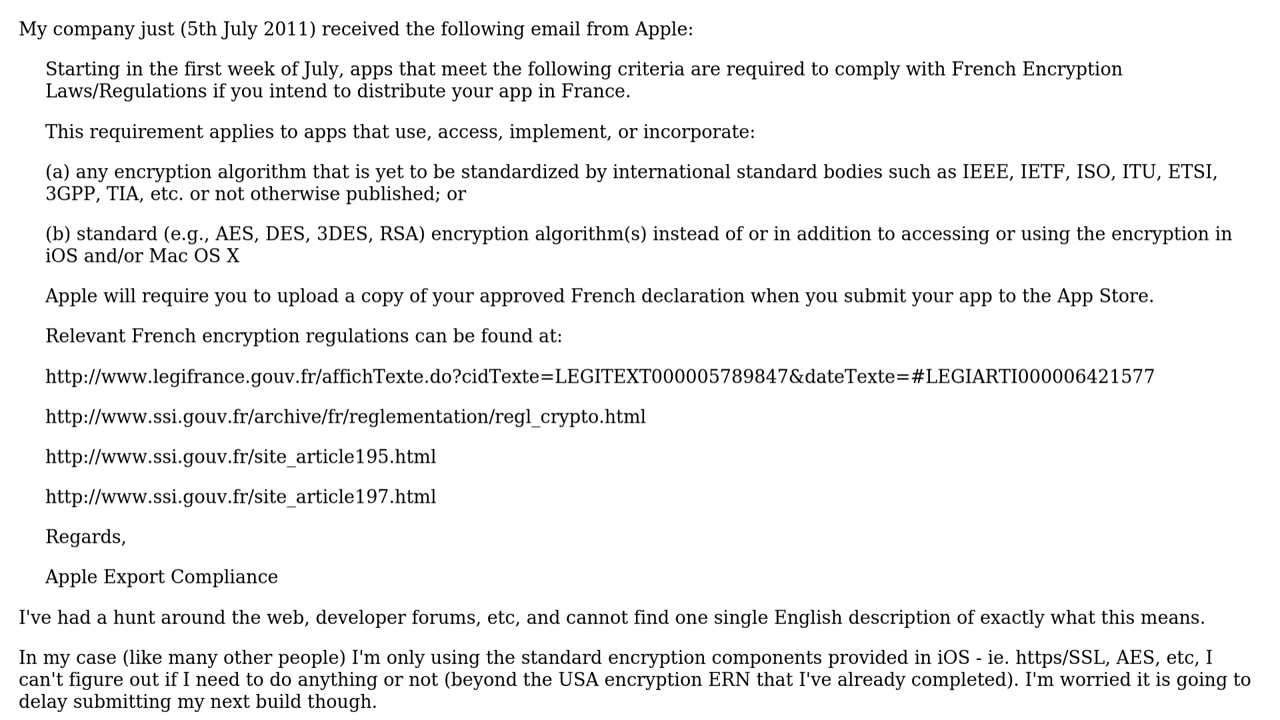 My company just (5th July 2011) received the following email from Apple:
Starting in the first week of July, apps that meet the following criteria are required to comply with French Encryption
Laws/Regulations if you intend to distribute your app in France.
This requirement applies to apps that use, access, implement, or incorporate:
(a) any encryption algorithm that is yet to be standardized by international standard bodies such as IEEE, IETF, ISO, ITU, ETSI,
3GPP, TIA, etc. or not otherwise published; or
(b) standard (e.g., AES, DES, 3DES, RSA) encryption algorithm(s) instead of or in addition to accessing or using the encryption in
iOS and/or Mac OS X
Apple will require you to upload a copy of your approved French declaration when you submit your app to the App Store.
Relevant French encryption regulations can be found at:
http://www.legifrance.gouv.fr/affichTexte.do?cidTexte=LEGITEXT000005789847&dateTexte=#LEGIARTI000006421577
http://www.ssi.gouv.fr/archive/fr/reglementation/regl_crypto.html
http://www.ssi.gouv.fr/site_article195.html
http://www.ssi.gouv.fr/site_article197.html
Regards,
Apple Export Compliance
I've had a hunt around the web, developer forums, etc, and cannot find one single English description of exactly what this means.
In my case (like many other people) I'm only using the standard encryption components provided in iOS - ie. https/SSL, AES, etc, I
can't figure out if I need to do anything or not (beyond the USA encryption ERN that I've already completed). I'm worried it is going to
delay submitting my next build though.